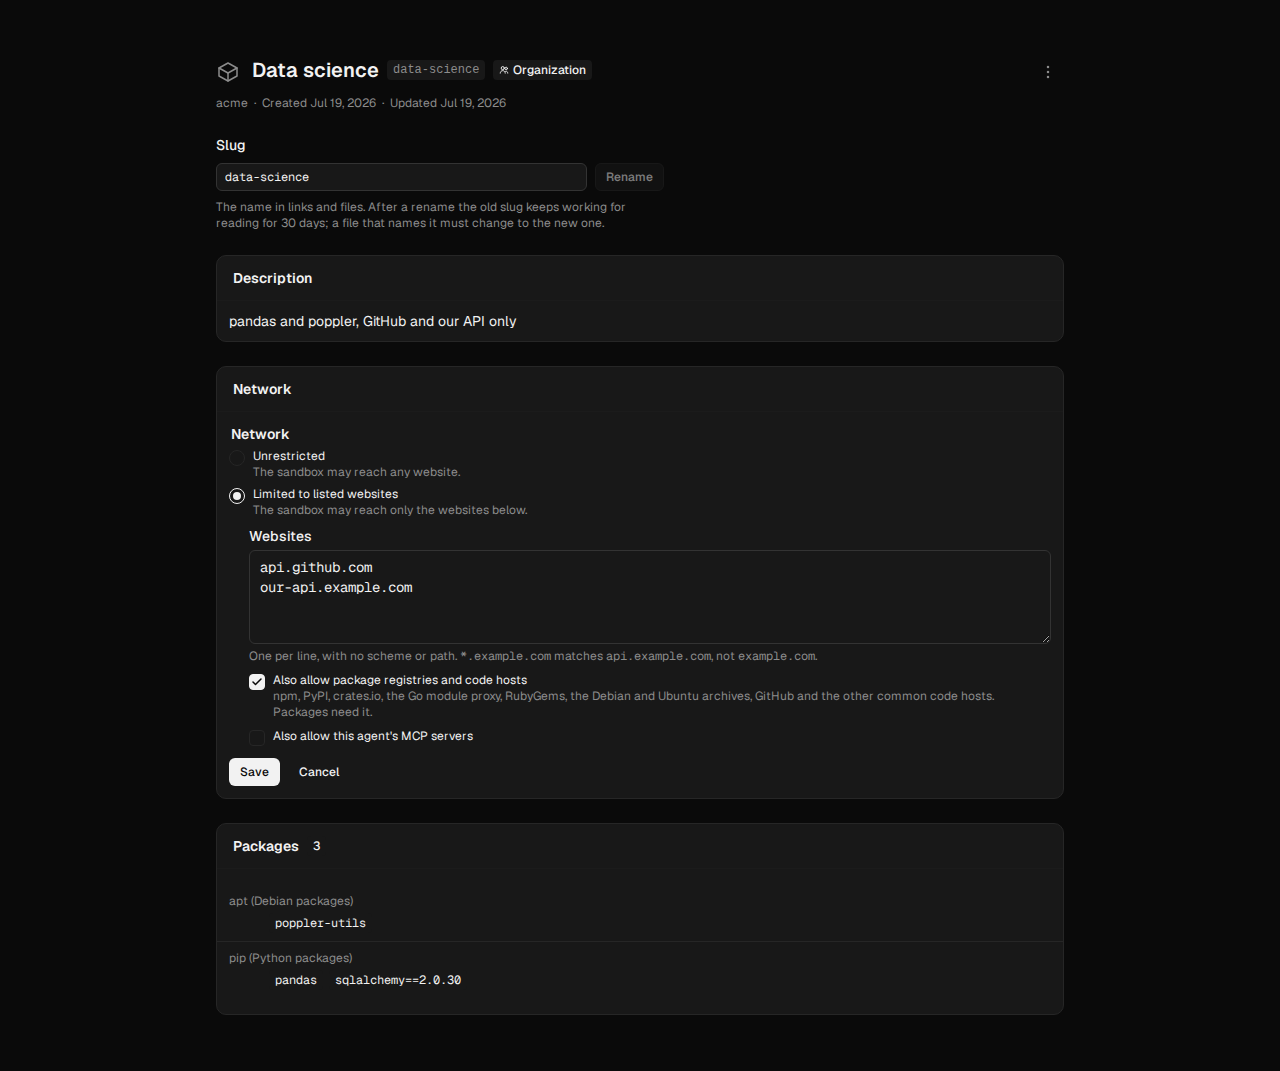 Data science data-science Organization
acme · Created Jul 19, 2026 · Updated Jul 19, 2026
Slug
data-science Rename
The name in links and files. After a rename the old slug keeps working for
reading for 30 days; a file that names it must change to the new one.
Description
pandas and poppler, GitHub and our API only
Network
Network
Unrestricted
The sandbox may reach any website.
Limited to listed websites
The sandbox may reach only the websites below.
Websites
api.github.com
our-api.example.com
One per line, with no scheme or path. *.example.com matches api.example.com, not example.com.
Also allow package registries and code hosts
npm, PyPI, crates.io, the Go module proxy, RubyGems, the Debian and Ubuntu archives, GitHub and the other common code hosts.
Packages need it.
Also allow this agent's MCP servers
Save Cancel
Packages 3
apt (Debian packages)
poppler-utils
pip (Python packages)
pandas sqlalchemy==2.0.30